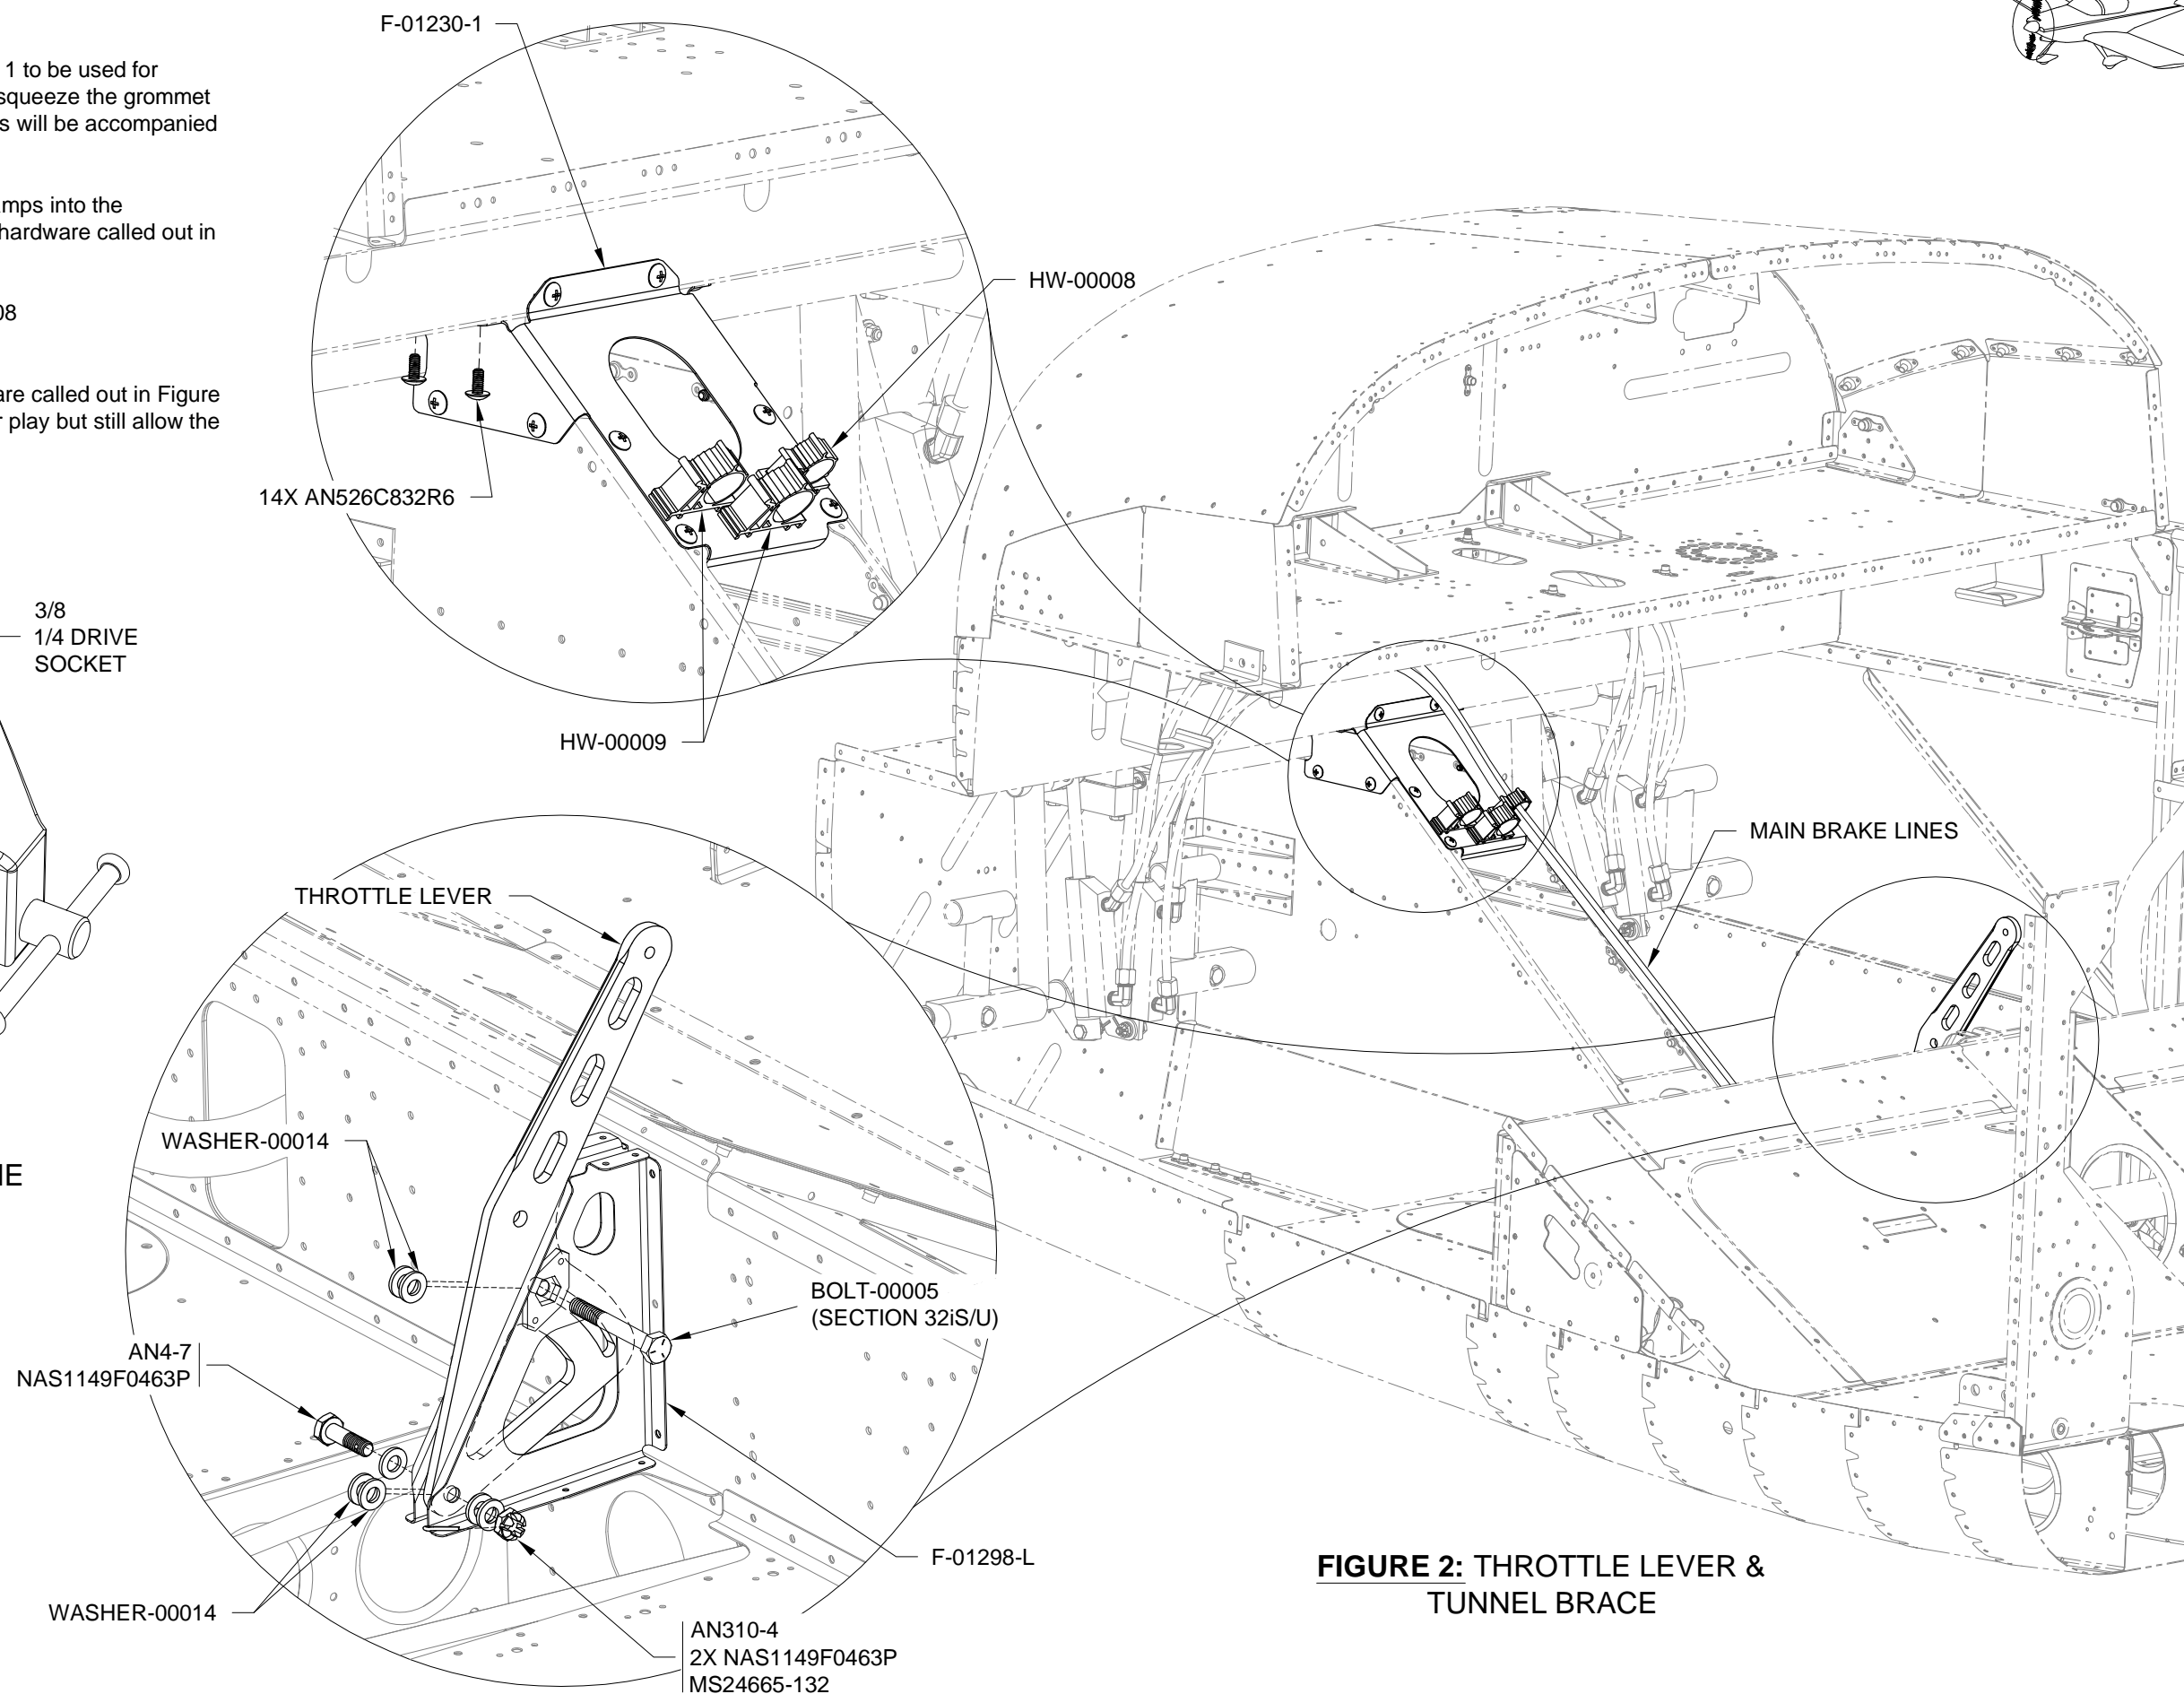 1 to be used for
squeeze the grommet
s will be accompanied
mps into the
hardware called out in
08
are called out in Figure
r play but still allow the
3/8
1/4 DRIVE
SOCKET
F-01230-1
HW-00008
14X AN526C832R6
HW-00009
MAIN BRAKE LINES
THROTTLE LEVER
WASHER-00014
BOLT-00005
(SECTION 32iS/U)
AN4-7
NAS1149F0463P
WASHER-00014
F-01298-L
AN310-4
2X NAS1149F0463P
MS24665-132
FIGURE 2: THROTTLE LEVER &
TUNNEL BRACE